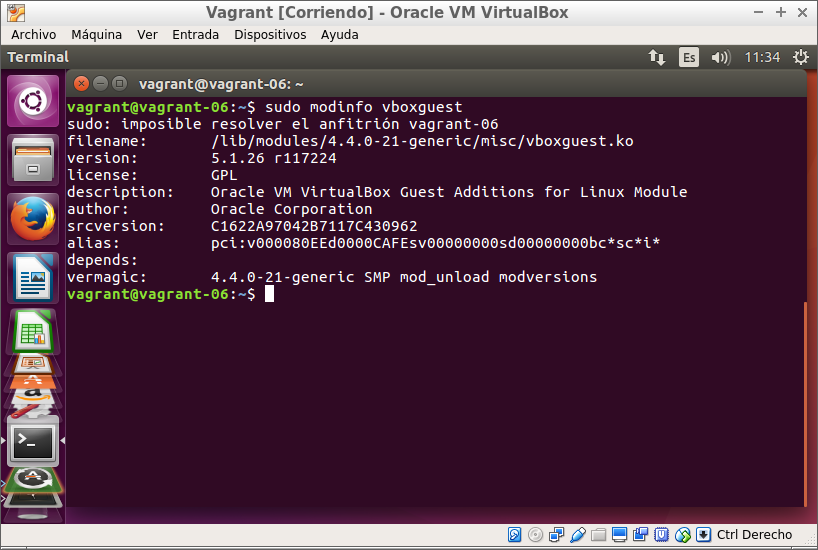 Vagrant [Corriendo] - Oracle VM VirtualBox
Archivo Máquina Ver Entrada Dispositivos Ayuda
Terminal Es 11:34
vagrant@vagrant-06: ~
vagrant@vagrant-06:~$ sudo modinfo vboxguest
sudo: imposible resolver el anfitrión vagrant-06
filename:       /lib/modules/4.4.0-21-generic/misc/vboxguest.ko
version:        5.1.26 r117224
license:        GPL
description:    Oracle VM VirtualBox Guest Additions for Linux Module
author:         Oracle Corporation
srcversion:     C1622A97042B7117C430962
alias:          pci:v000080EEd0000CAFEsv00000000sd00000000bc*sc*i*
depends:
vermagic:       4.4.0-21-generic SMP mod_unload modversions
vagrant@vagrant-06:~$
Ctrl Derecho